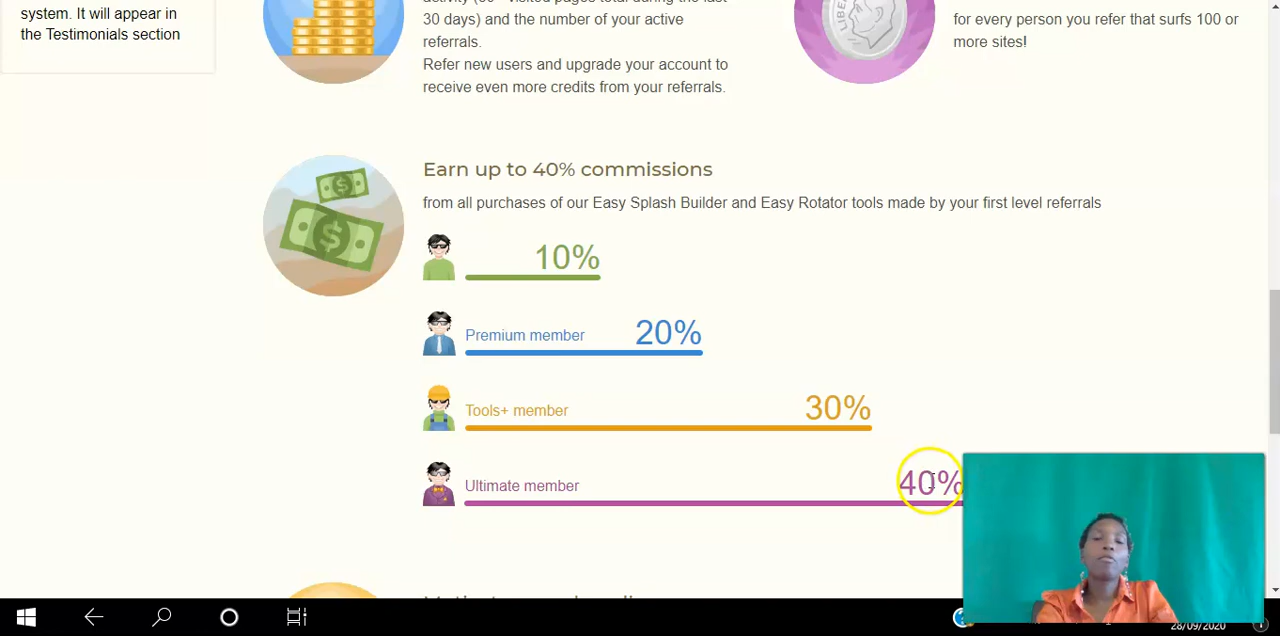 system. It will appear in
the Testimonials section
30 days) and the number of your active
referrals.
Refer new users and upgrade your account to
receive even more credits from your referrals.
for every person you refer that surfs 100 or
more sites!
Earn up to 40% commissions
from all purchases of our Easy Splash Builder and Easy Rotator tools made by your first level referrals
10%
Premium member 20%
Tools+ member 30%
Ultimate member 40%
28/09/2020